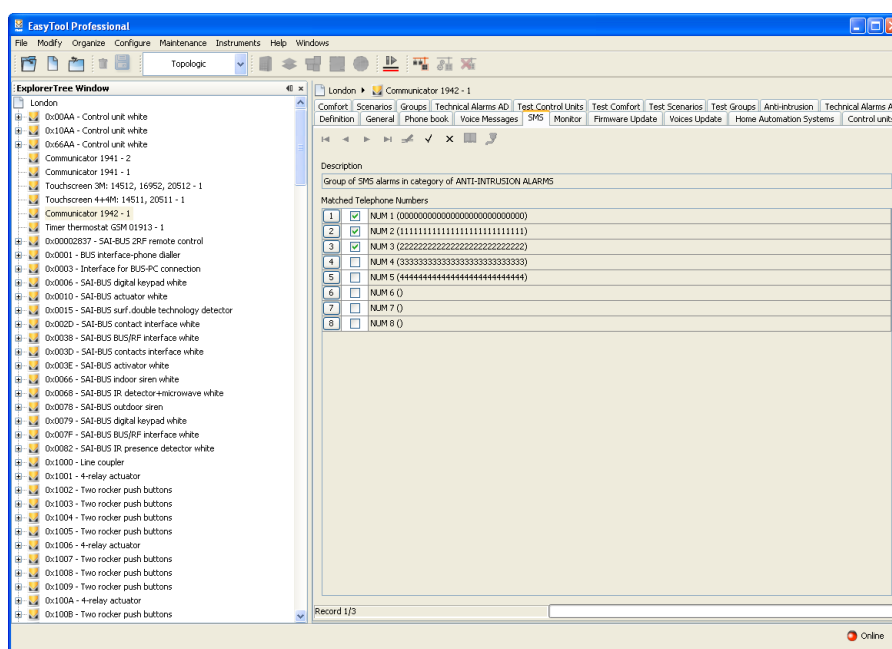 EasyTool Professional
File Modify Organize Configure Maintenance Instruments Help Windows
Topologic
ExplorerTree Window
London
0x00AA - Control unit white
0x10AA - Control unit white
0x66AA - Control unit white
Communicator 1941 - 2
Communicator 1941 - 1
Touchscreen 3M: 14512, 16952, 20512 - 1
Touchscreen 4+4M: 14511, 20511 - 1
Communicator 1942 - 1
Timer thermostat GSM 01913 - 1
0x00002837 - SAI-BUS 2RF remote control
0x0001 - BUS interface-phone dialler
0x0003 - Interface for BUS-PC connection
0x0006 - SAI-BUS digital keypad white
0x0010 - SAI-BUS actuator white
0x0015 - SAI-BUS surf.double technology detector
0x002D - SAI-BUS contact interface white
0x0038 - SAI-BUS BUS/RF interface white
0x003D - SAI-BUS contacts interface white
0x003E - SAI-BUS activator white
0x0066 - SAI-BUS indoor siren white
0x0068 - SAI-BUS IR detector+microwave white
0x0078 - SAI-BUS outdoor siren
0x0079 - SAI-BUS digital keypad white
0x007F - SAI-BUS BUS/RF interface white
0x0082 - SAI-BUS IR presence detector white
0x1000 - Line coupler
0x1001 - 4-relay actuator
0x1002 - Two rocker push buttons
0x1003 - Two rocker push buttons
0x1004 - Two rocker push buttons
0x1005 - Two rocker push buttons
0x1006 - 4-relay actuator
0x1007 - Two rocker push buttons
0x1008 - Two rocker push buttons
0x1009 - Two rocker push buttons
0x100A - 4-relay actuator
0x100B - Two rocker push buttons
London Communicator 1942 - 1
Comfort Scenarios Groups Technical Alarms AD Test Control Units Test Comfort Test Scenarios Test Groups Anti-intrusion Technical Alarms A
Definition General Phone book Voice Messages SMS Monitor Firmware Update Voices Update Home Automation Systems Control units
Description
Group of SMS alarms in category of ANTI-INTRUSION ALARMS
Matched Telephone Numbers
1 NUM 1 (000000000000000000000000)
2 NUM 2 (111111111111111111111111)
3 NUM 3 (222222222222222222222222)
4 NUM 4 (333333333333333333333333)
5 NUM 5 (444444444444444444444444)
6 NUM 6 ()
7 NUM 7 ()
8 NUM 8 ()
Record 1/3
Online